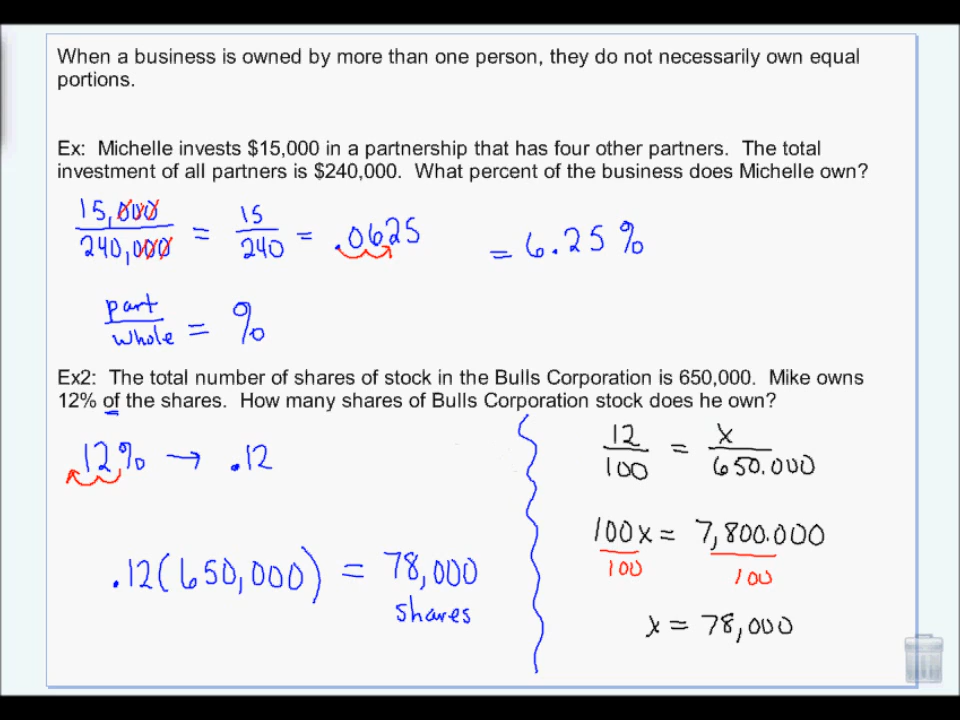 When a business is owned by more than one person, they do not necessarily own equal
portions.
Ex: Michelle invests $15,000 in a partnership that has four other partners. The total
investment of all partners is $240,000. What percent of the business does Michelle own?
15,000/240,000 = 15/240 = .0625 = 6.25 %
part/whole = %
Ex2: The total number of shares of stock in the Bulls Corporation is 650,000. Mike owns
12% of the shares. How many shares of Bulls Corporation stock does he own?
12% → .12
.12(650,000) = 78,000
shares
12/100 = x/650.000
100x = 7,800.000
100 100
x = 78,000